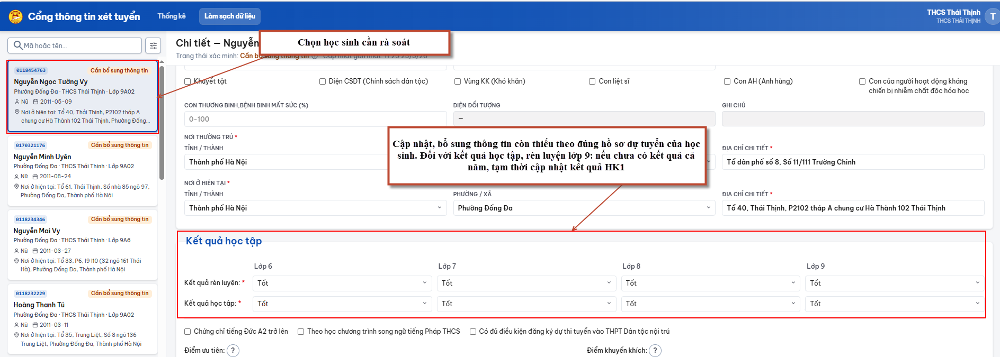 Cổng thông tin xét tuyển
Thống kê
Làm sạch dữ liệu
THCS Thái Thịnh
THCS THÁI THỊNH
T
Mã hoặc tên...
0118454763
Cần bổ sung thông tin
Nguyễn Ngọc Tường Vy
Phường Đống Đa · THCS Thái Thịnh · Lớp 9A02
Nữ 2011-05-09
Nơi ở hiện tại: Tổ 40, Thái Thịnh, P2102 tháp A
chung cư Hà Thành 102 Thái Thịnh, Phường Đống...
0170321176
Cần bổ sung thông tin
Nguyễn Minh Uyên
Phường Đống Đa · THCS Thái Thịnh · Lớp 9A02
Nữ 2011-08-24
Nơi ở hiện tại: Tổ 61, Thái Thịnh, Số nhà 85 ngõ 97,
Phường Đống Đa, Thành phố Hà Nội
0118234346
Cần bổ sung thông tin
Nguyễn Mai Vy
Phường Đống Đa · THCS Thái Thịnh · Lớp 9A6
Nữ 2011-03-27
Nơi ở hiện tại: Tổ 33, P6, I9 I10 (32 ngõ 161 Thái
Hà), Phường Đống Đa, Thành phố Hà Nội
0118232229
Cần bổ sung thông tin
Hoàng Thanh Tú
Phường Đống Đa · THCS Thái Thịnh · Lớp 9A02
Nữ 2011-03-11
Nơi ở hiện tại: Tổ 35, Trung Liệt, Số 8 ngõ 136
Trung Liệt, Phường Đống Đa, Thành phố Hà Nội
Chi tiết — Nguyễn
Chọn học sinh cần rà soát
Trạng thái xác minh: Cần bổ sung thông tin Cập nhật gần nhất: 11:25 25/3/26
Khuyết tật
Diện CSDT (Chính sách dân tộc)
Vùng KK (Khó khăn)
Con liệt sĩ
Con AH (Anh hùng)
Con của người hoạt động kháng
chiến bị nhiễm chất độc hóa học
CON THƯƠNG BINH,BỆNH BINH MẤT SỨC (%)
DIỆN ĐỐI TƯỢNG
GHI CHÚ
0-100
—
NƠI THƯỜNG TRÚ *
TỈNH / THÀNH
ĐỊA CHỈ CHI TIẾT *
Thành phố Hà Nội
Tổ dân phố số 8, Số 11/111 Trường Chinh
Cập nhật, bổ sung thông tin còn thiếu theo đúng hồ sơ dự tuyển của học
sinh. Đối với kết quả học tập, rèn luyện lớp 9: nếu chưa có kết quả cả
năm, tạm thời cập nhật kết quả HK1
NƠI Ở HIỆN TẠI *
TỈNH / THÀNH
PHƯỜNG / XÃ
ĐỊA CHỈ CHI TIẾT *
Thành phố Hà Nội
Phường Đống Đa
Tổ 40, Thái Thịnh, P2102 tháp A chung cư Hà Thành 102 Thái Thịnh
Kết quả học tập
Lớp 6 Lớp 7 Lớp 8 Lớp 9
Kết quả rèn luyện: * Tốt Tốt Tốt Tốt
Kết quả học tập: * Tốt Tốt Tốt Tốt
Chứng chỉ tiếng Đức A2 trở lên
Theo học chương trình song ngữ tiếng Pháp THCS
Có đủ điều kiện đăng ký dự thi tuyển vào THPT Dân tộc nội trú
Điểm ưu tiên: ?
Điểm khuyến khích: ?